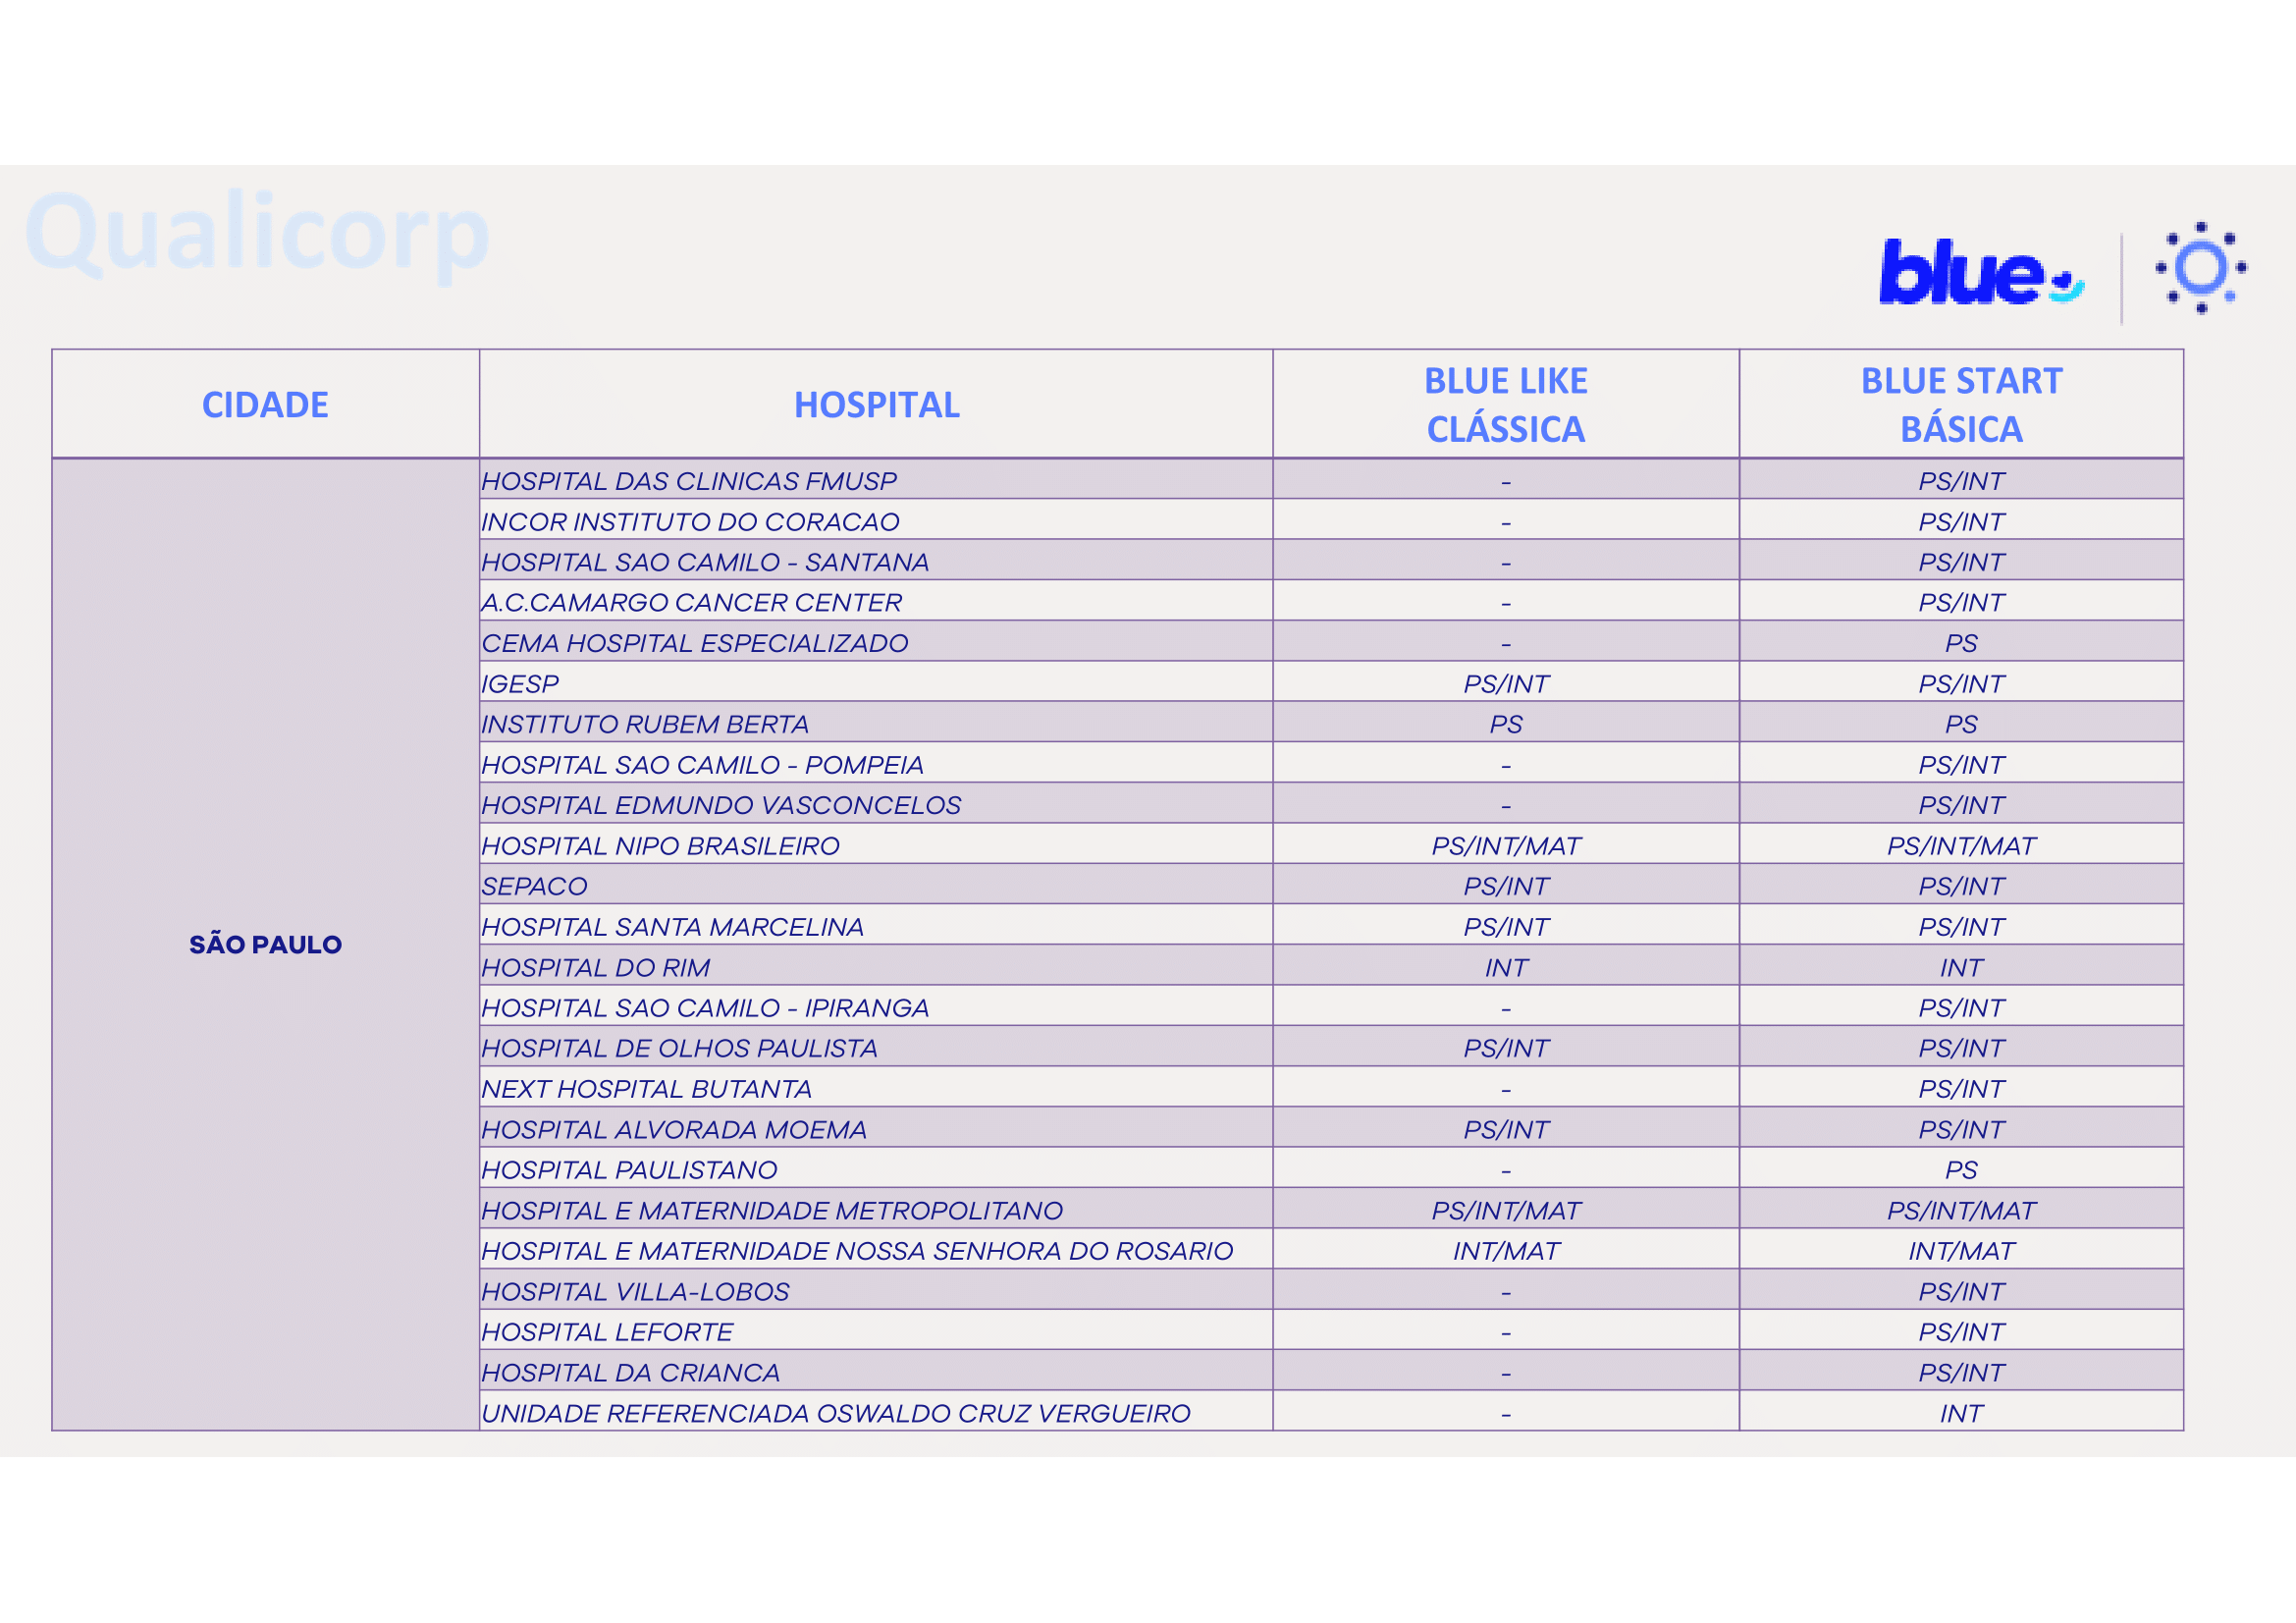 Qualicorp
blue
CIDADE HOSPITAL BLUE LIKE CLÁSSICA BLUE START BÁSICA
SÃO PAULO
HOSPITAL DAS CLINICAS FMUSP - PS/INT
INCOR INSTITUTO DO CORACAO - PS/INT
HOSPITAL SAO CAMILO - SANTANA - PS/INT
A.C.CAMARGO CANCER CENTER - PS/INT
CEMA HOSPITAL ESPECIALIZADO - PS
IGESP PS/INT PS/INT
INSTITUTO RUBEM BERTA PS PS
HOSPITAL SAO CAMILO - POMPEIA - PS/INT
HOSPITAL EDMUNDO VASCONCELOS - PS/INT
HOSPITAL NIPO BRASILEIRO PS/INT/MAT PS/INT/MAT
SEPACO PS/INT PS/INT
HOSPITAL SANTA MARCELINA PS/INT PS/INT
HOSPITAL DO RIM INT INT
HOSPITAL SAO CAMILO - IPIRANGA - PS/INT
HOSPITAL DE OLHOS PAULISTA PS/INT PS/INT
NEXT HOSPITAL BUTANTA - PS/INT
HOSPITAL ALVORADA MOEMA PS/INT PS/INT
HOSPITAL PAULISTANO - PS
HOSPITAL E MATERNIDADE METROPOLITANO PS/INT/MAT PS/INT/MAT
HOSPITAL E MATERNIDADE NOSSA SENHORA DO ROSARIO INT/MAT INT/MAT
HOSPITAL VILLA-LOBOS - PS/INT
HOSPITAL LEFORTE - PS/INT
HOSPITAL DA CRIANCA - PS/INT
UNIDADE REFERENCIADA OSWALDO CRUZ VERGUEIRO - INT